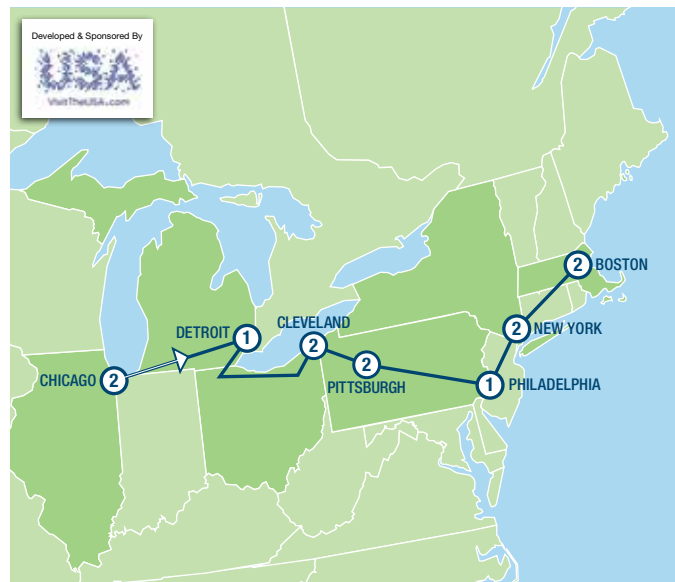 Developed & Sponsored By
USA
VisitTheUSA.com
2
BOSTON
DETROIT
1
CLEVELAND
2
2
NEW YORK
CHICAGO
2
2
PITTSBURGH
1
PHILADELPHIA